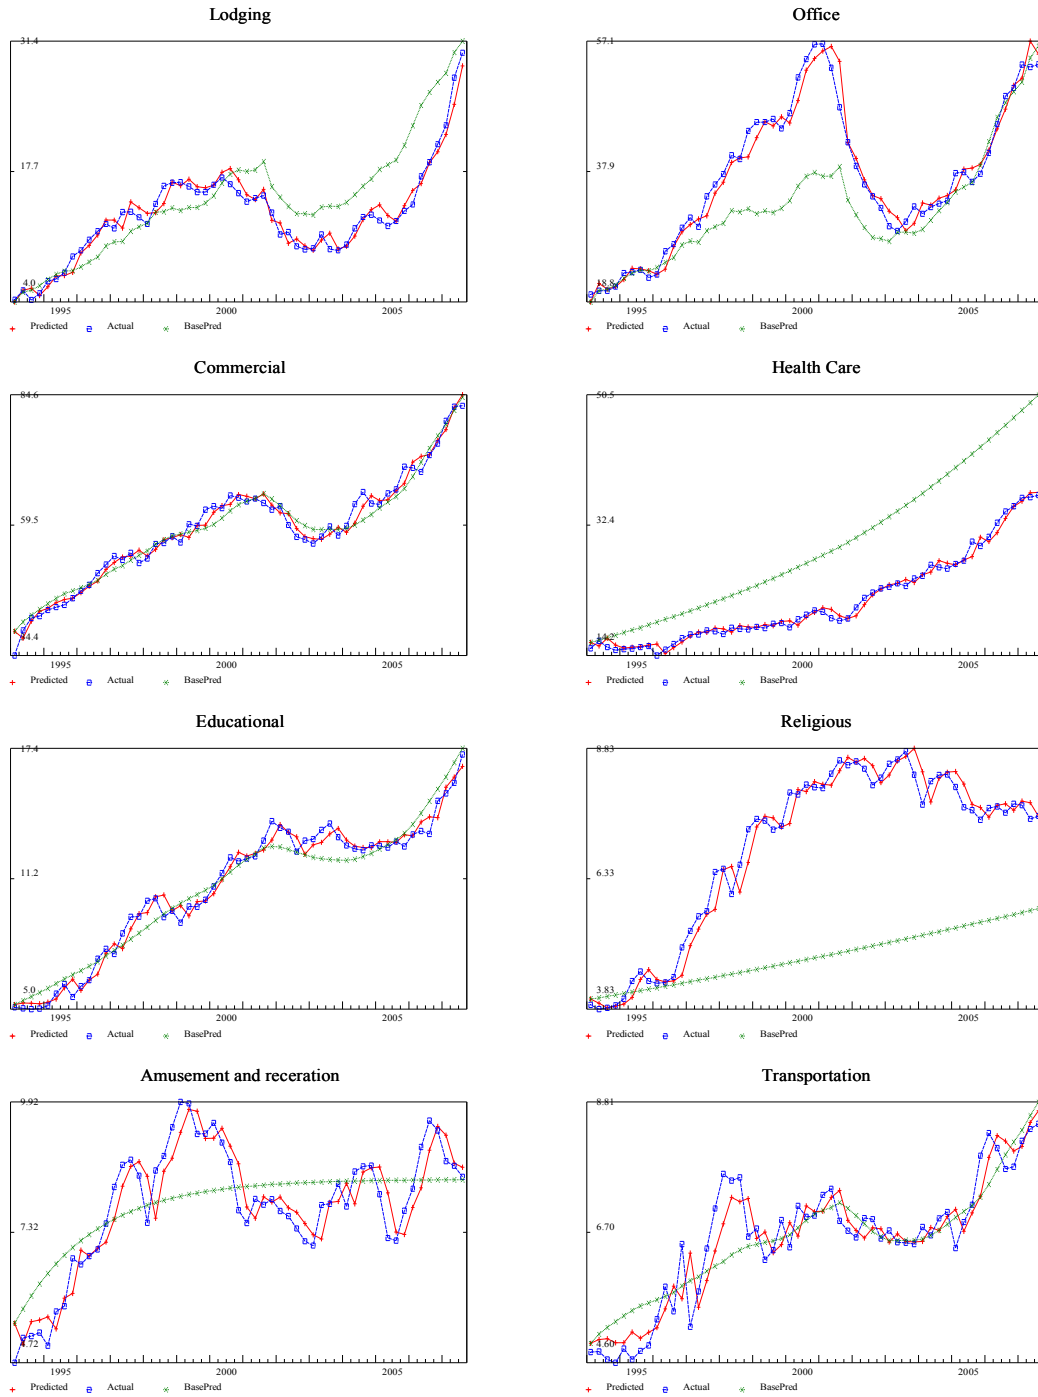 Lodging
31.4
17.7
4.0
1995 2000 2005
Predicted Actual BasePred
Office
57.1
37.9
18.8
1995 2000 2005
Predicted Actual BasePred
Commercial
84.6
59.5
34.4
1995 2000 2005
Predicted Actual BasePred
Health Care
50.5
32.4
14.2
1995 2000 2005
Predicted Actual BasePred
Educational
17.4
11.2
5.0
1995 2000 2005
Predicted Actual BasePred
Religious
8.83
6.33
3.83
1995 2000 2005
Predicted Actual BasePred
Amusement and receration
9.92
7.32
4.72
1995 2000 2005
Predicted Actual BasePred
Transportation
8.81
6.70
4.60
1995 2000 2005
Predicted Actual BasePred